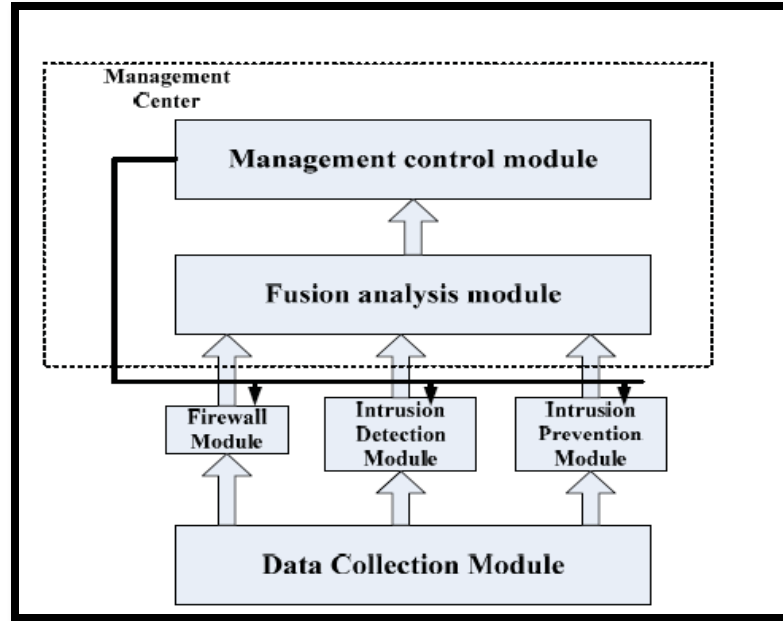 Management
Center
Management control module
Fusion analysis module
Firewall
Module
Intrusion
Detection
Module
Intrusion
Prevention
Module
Data Collection Module